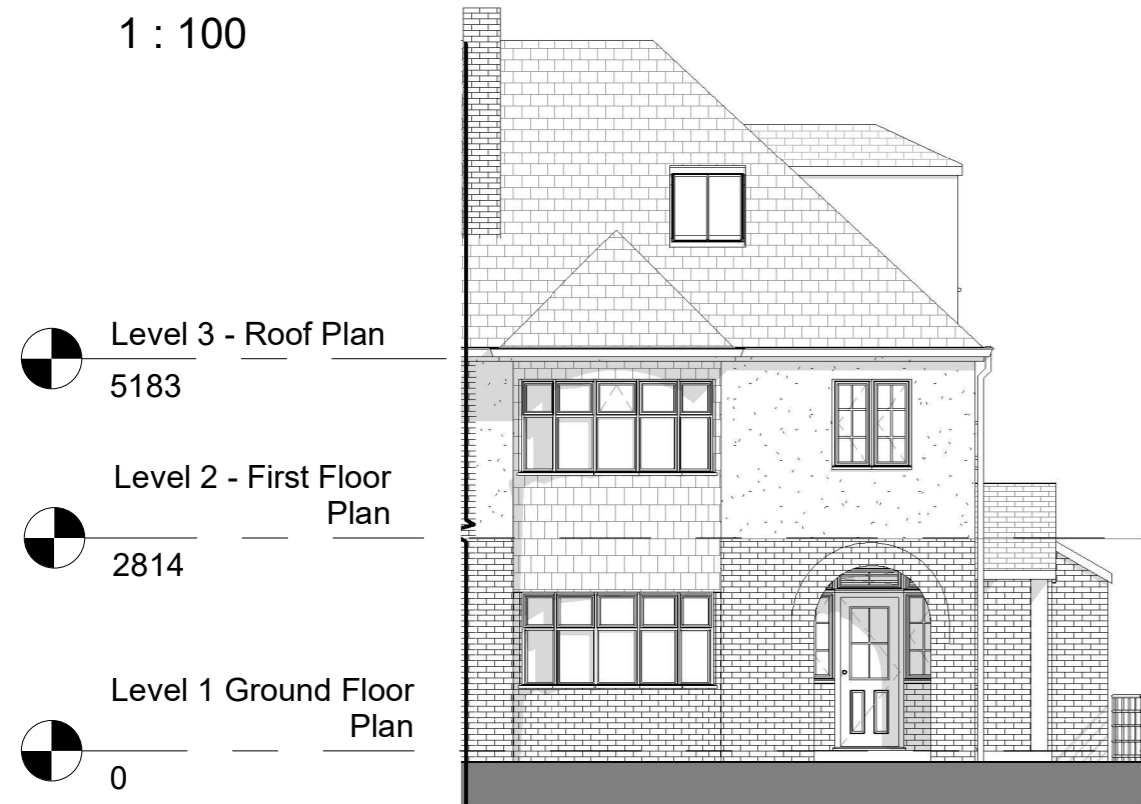 1 : 100
Level 3 - Roof Plan
5183
Level 2 - First Floor
Plan
2814
Level 1 Ground Floor
Plan
0